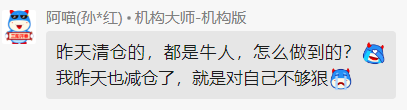 阿喵(孙*红) • 机构大师-机构版
昨天清仓的，都是牛人，怎么做到的？
我昨天也减仓了，就是对自己不够狠